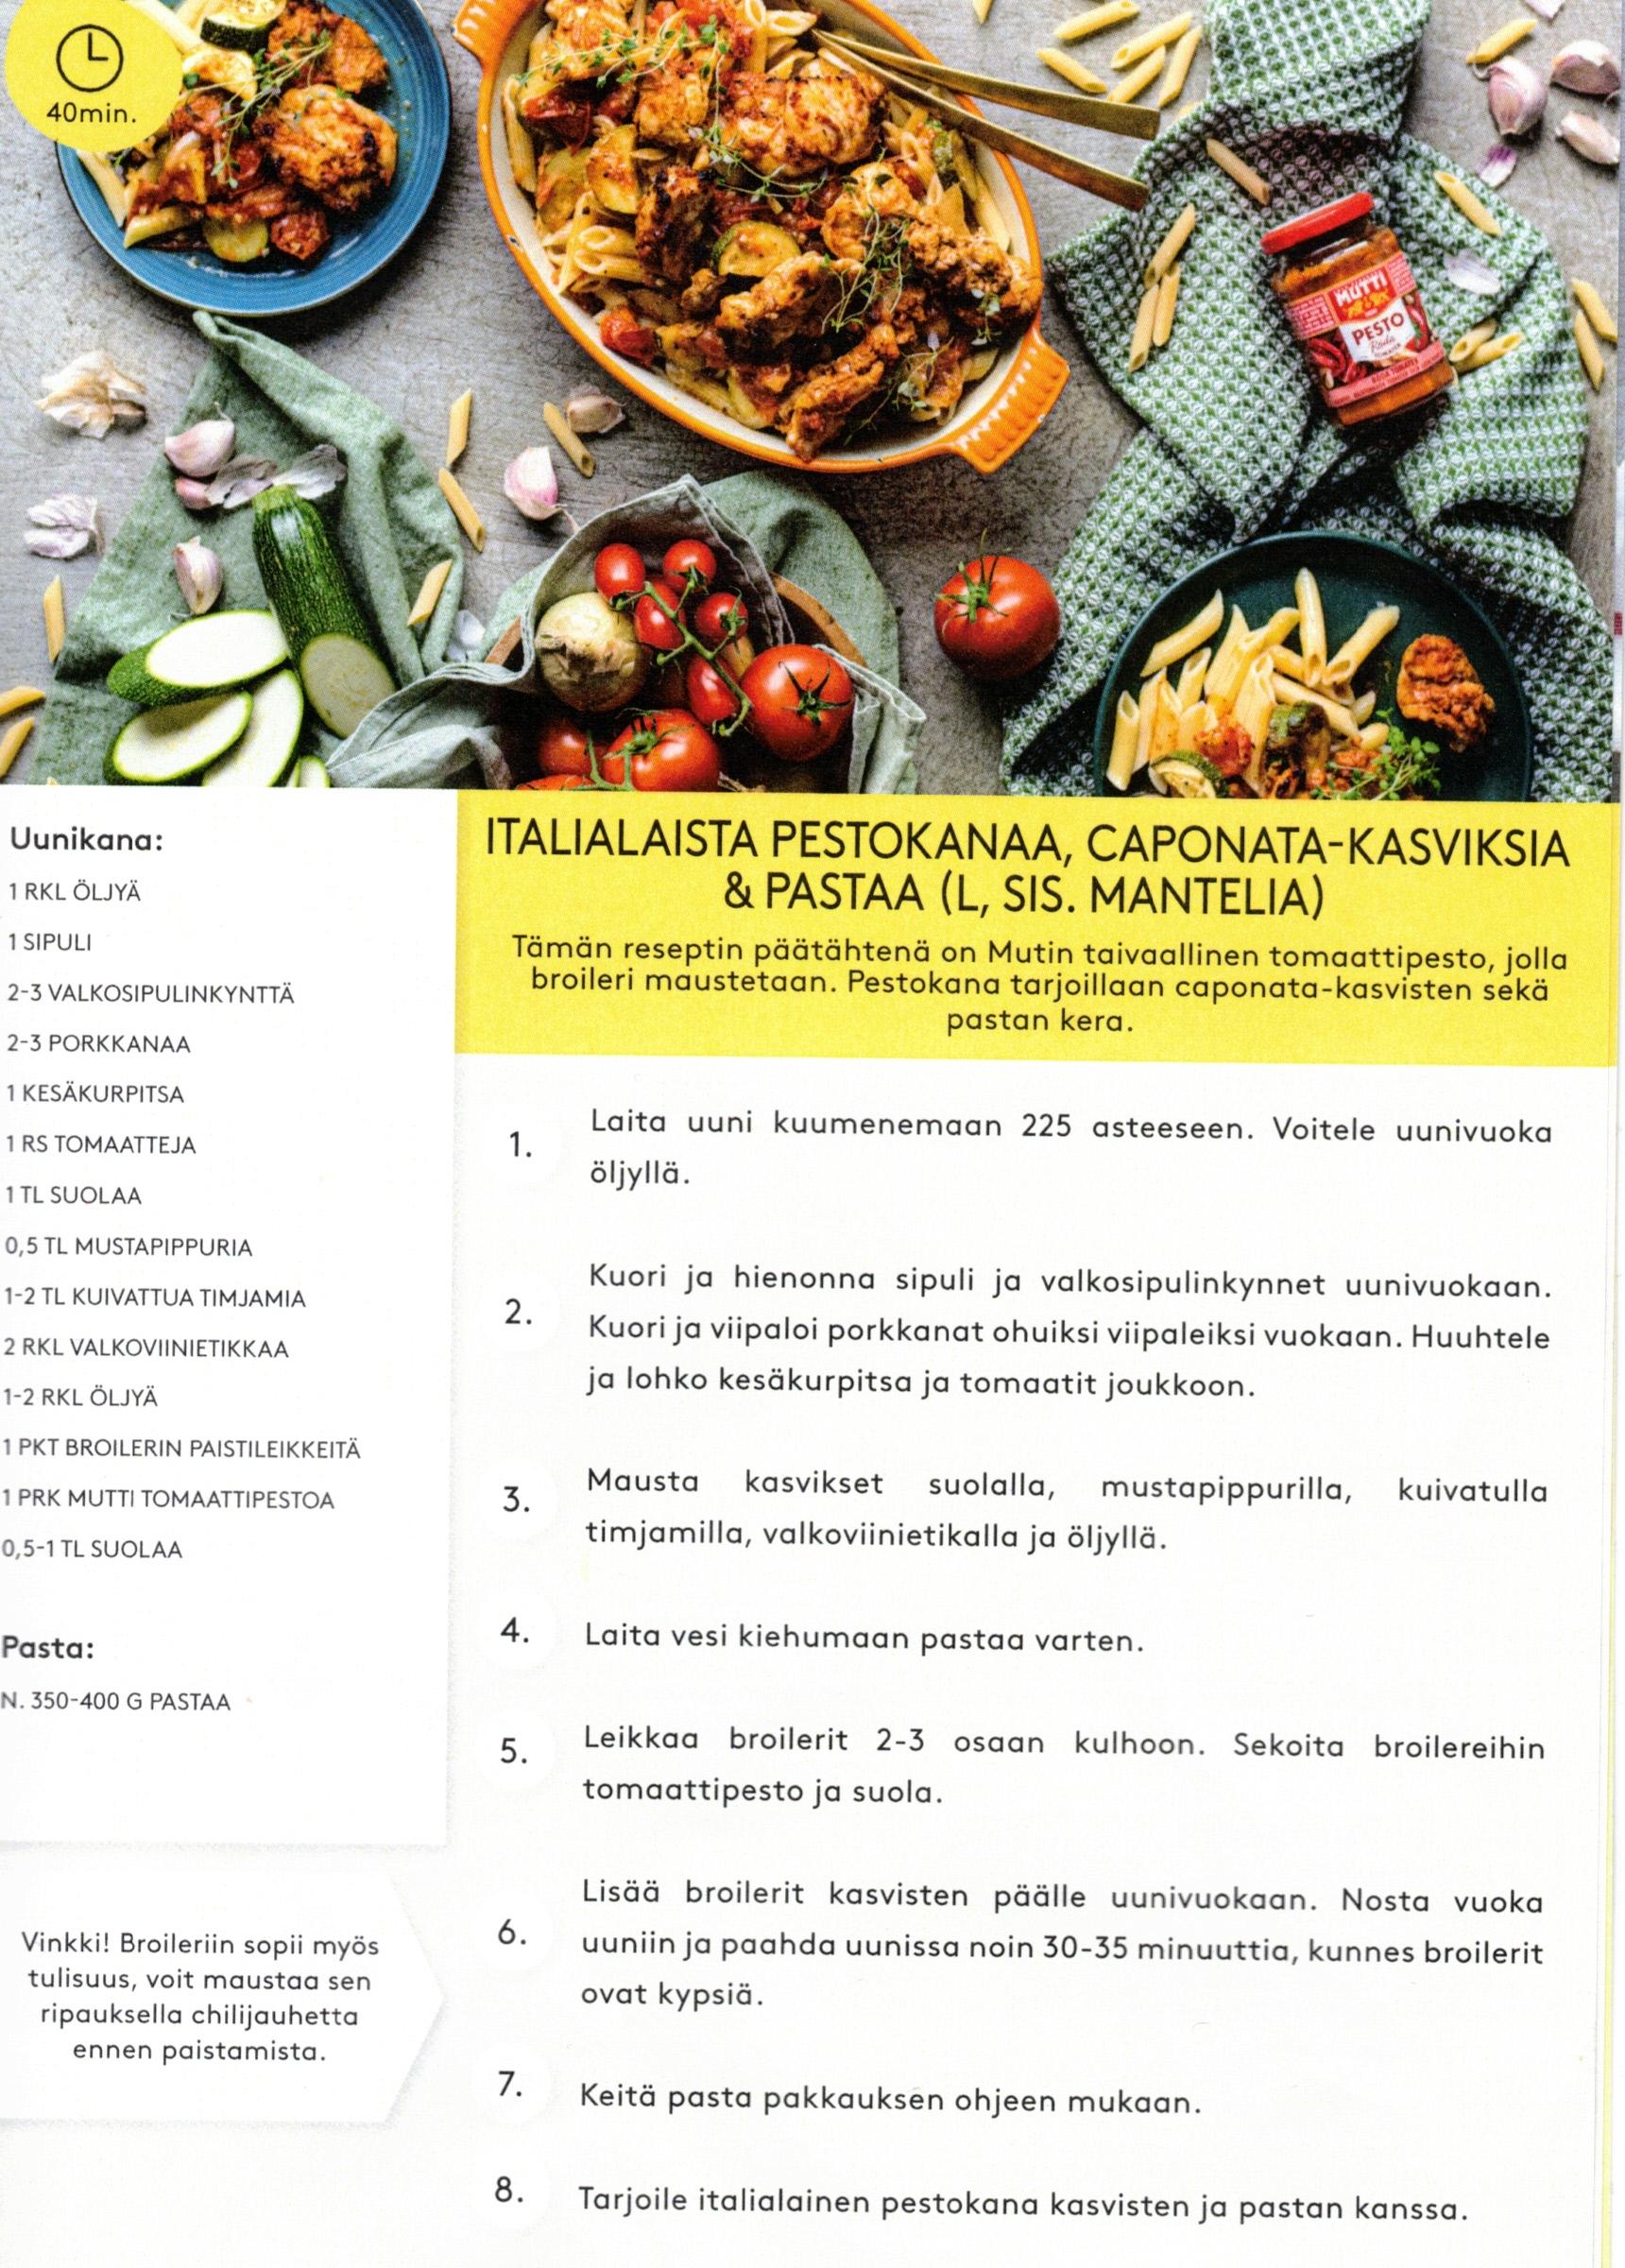 40min.
MUTTI
PESTO
Uunikana:
1 RKL ÖLJYÄ
1 SIPULI
2-3 VALKOSIPULINKYNTTÄ
2-3 PORKKANAA
1 KESÄKURPITSA
1 RS TOMAATTEJA
1 TL SUOLAA
0,5 TL MUSTAPIPPURIA
1-2 TL KUIVATTUA TIMJAMIA
2 RKL VALKOVIINIETIKKAA
1-2 RKL ÖLJYÄ
1 PKT BROILERIN PAISTILEIKKEITÄ
1 PRK MUTTI TOMAATTIPESTOA
0,5-1 TL SUOLAA
Pasta:
N. 350-400 G PASTAA
Vinkki! Broileriin sopii myös
tulisuus, voit maustaa sen
ripauksella chilijauhetta
ennen paistamista.
ITALIALAISTA PESTOKANAA, CAPONATA-KASVIKSIA
& PASTAA (L, SIS. MANTELIA)
Tämän reseptin päätähtenä on Mutin taivaallinen tomaattipesto, jolla
broileri maustetaan. Pestokana tarjoillaan caponata-kasvisten sekä
pastan kera.
1. Laita uuni kuumenemaan 225 asteeseen. Voitele uunivuoka
öljyllä.
2. Kuori ja hienonna sipuli ja valkosipulinkynnet uunivuokaan.
Kuori ja viipaloi porkkanat ohuiksi viipaleiksi vuokaan. Huuhtele
ja lohko kesäkurpitsa ja tomaatit joukkoon.
3. Mausta kasvikset suolalla, mustapippurilla, kuivatulla
timjamilla, valkoviinietikalla ja öljyllä.
4. Laita vesi kiehumaan pastaa varten.
5. Leikkaa broilerit 2-3 osaan kulhoon. Sekoita broilereihin
tomaattipesto ja suola.
6. Lisää broilerit kasvisten päälle uunivuokaan. Nosta vuoka
uuniin ja paahda uunissa noin 30-35 minuuttia, kunnes broilerit
ovat kypsiä.
7. Keitä pasta pakkauksen ohjeen mukaan.
8. Tarjoile italialainen pestokana kasvisten ja pastan kanssa.